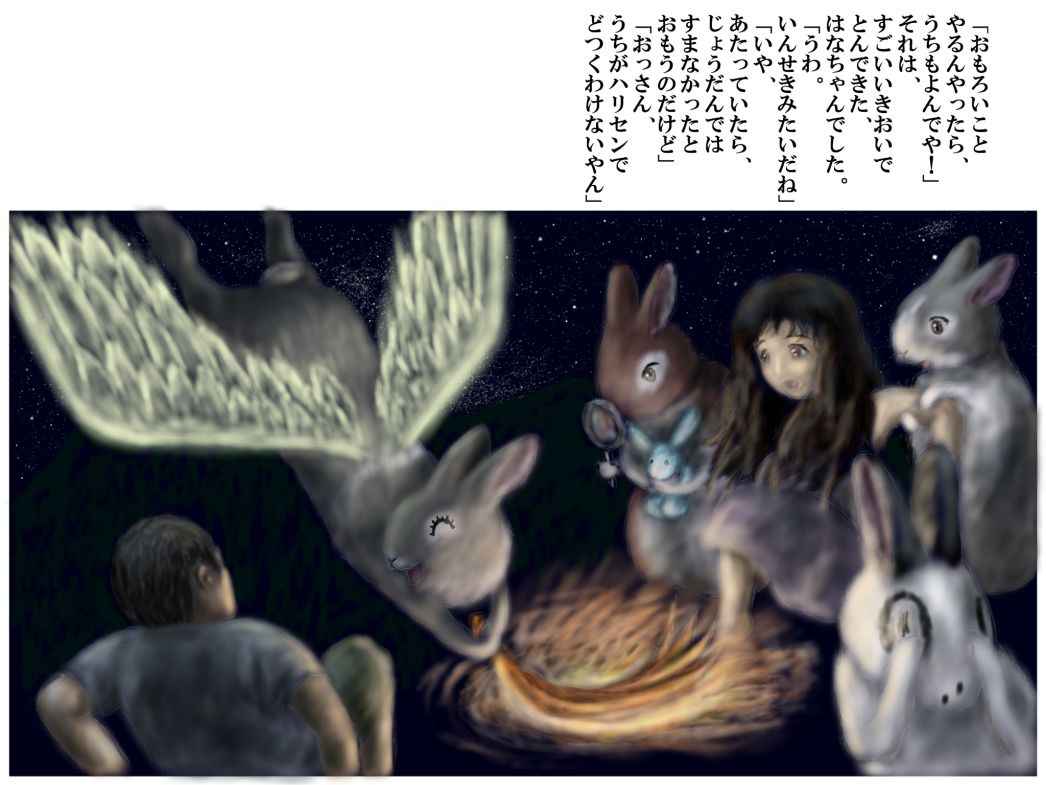 「おもろいこと
やるんやったら、
うちもよんでや！」
それは、
すごいいきおいで
とんできた、
はなちゃんでした。
「うわ。
いんせきみたいだね」
「いや、
あたっていたら、
じょうだんでは
すまなかったと
おもうのだけど」
「おっさん、
うちがハリセンで
どつくわけないやん」